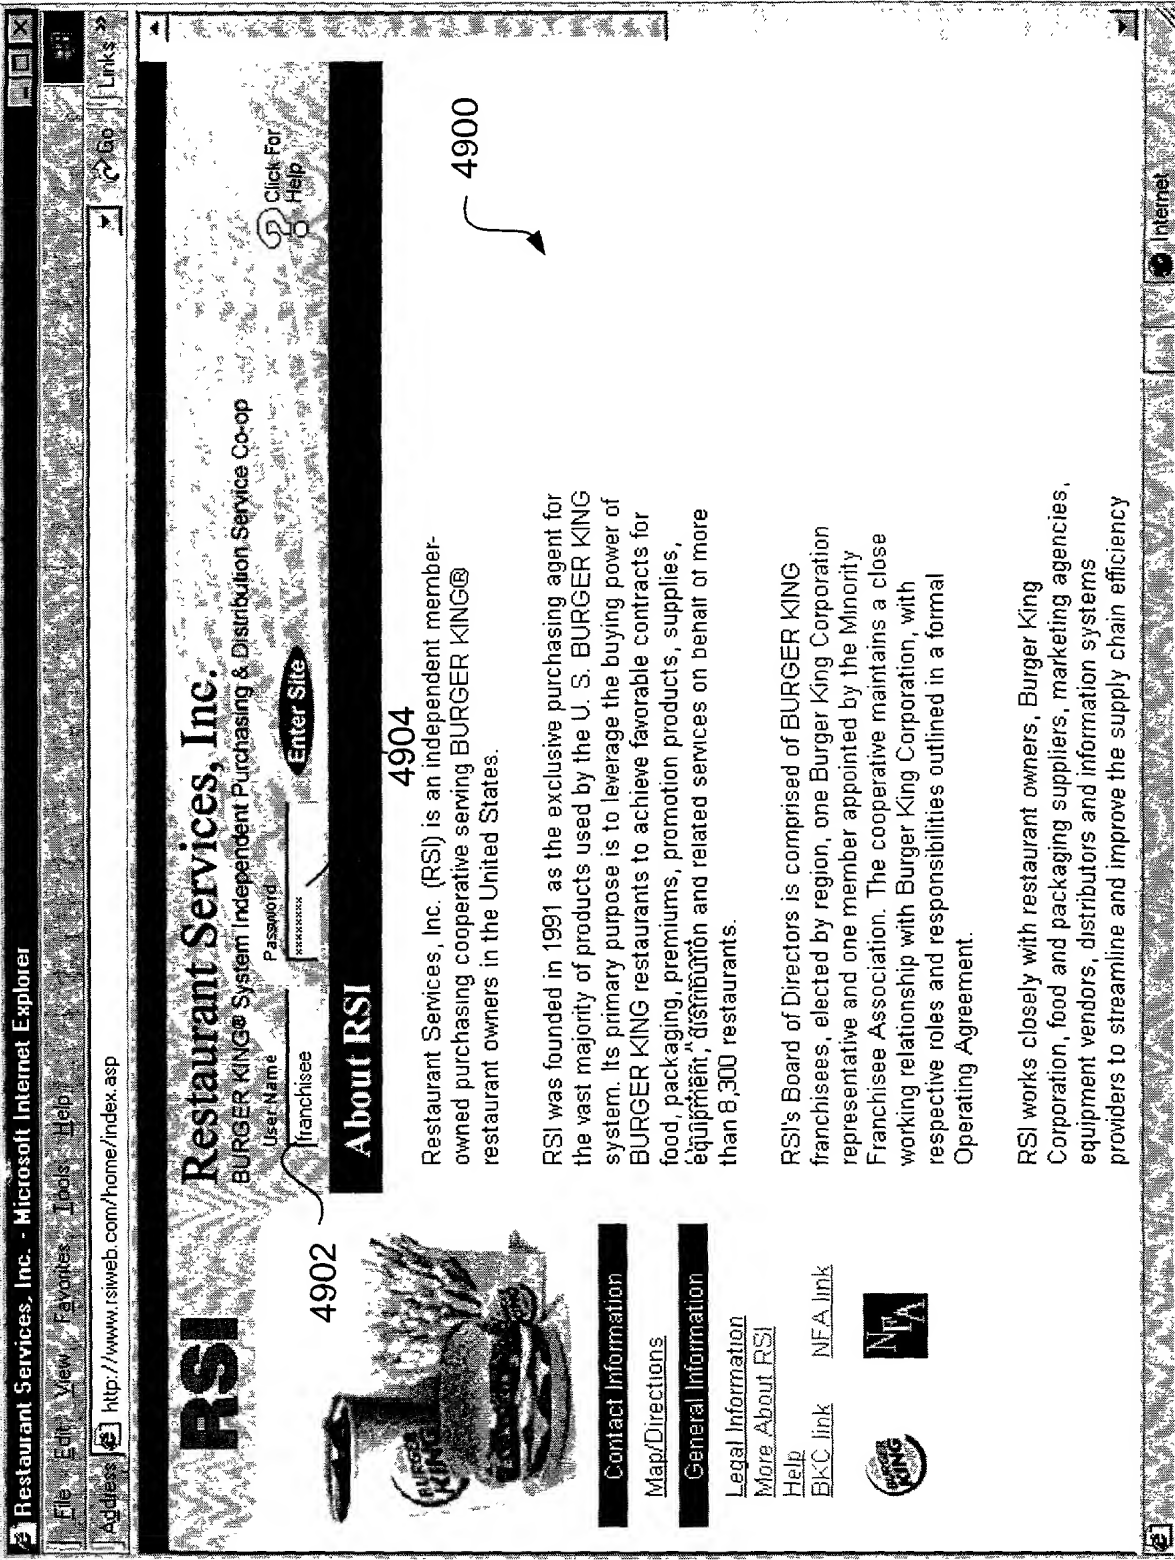 Restaurant Services, Inc. - Microsoft Internet Explorer
File Edit View Favorites Tools Help
Address http://www.rsiweb.com/home/index.asp Go Links »
RSI
Restaurant Services, Inc.
BURGER KING® System Independent Purchasing & Distribution Service Co-op
User Name Password
franchisee xxxxxxxx Enter Site
Click For
Help
About RSI
4902
4904
4900
BURGER
KING
Contact Information
Map/Directions
General Information
Legal Information
More About RSI
Help
BKC link NFA link
BURGER
KING
NFA
Restaurant Services, Inc. (RSI) is an independent member-
owned purchasing cooperative serving BURGER KING®
restaurant owners in the United States.
RSI was founded in 1991 as the exclusive purchasing agent for
the vast majority of products used by the U. S. BURGER KING
system. Its primary purpose is to leverage the buying power of
BURGER KING restaurants to achieve favorable contracts for
food, packaging, premiums, promotion products, supplies,
equipment, distribution and related services on behalf of more
than 8,300 restaurants.
RSI's Board of Directors is comprised of BURGER KING
franchisees, elected by region, one Burger King Corporation
representative and one member appointed by the Minority
Franchisee Association. The cooperative maintains a close
working relationship with Burger King Corporation, with
respective roles and responsibilities outlined in a formal
Operating Agreement.
RSI works closely with restaurant owners, Burger King
Corporation, food and packaging suppliers, marketing agencies,
equipment vendors, distributors and information systems
providers to streamline and improve the supply chain efficiency
Internet